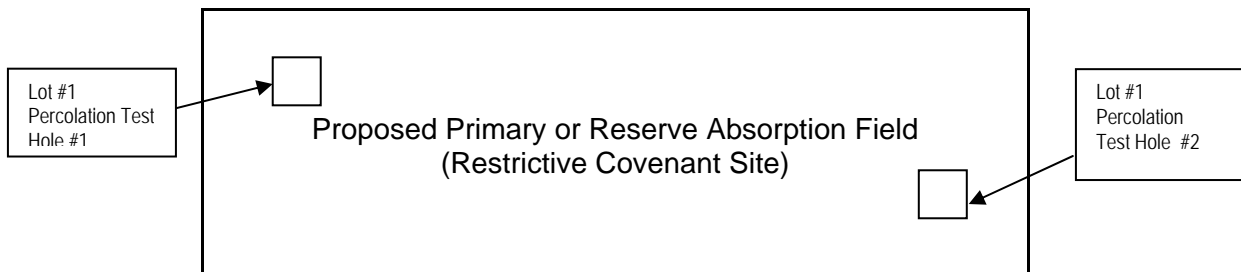 Lot #1
Percolation Test
Hole #1
Proposed Primary or Reserve Absorption Field
(Restrictive Covenant Site)
Lot #1
Percolation
Test Hole #2